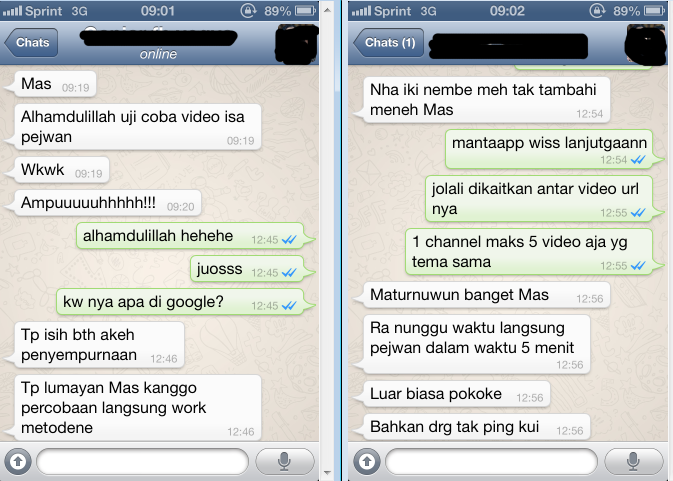 Sprint 3G 09:01 89%
Chats
online
Mas 09:19
Alhamdulillah uji coba video isa
pejwan 09:19
Wkwk 09:19
Ampuuuuuhhhhh!!! 09:20
alhamdulillah hehehe 12:45
juosss 12:45
kw nya apa di google? 12:45
Tp isih bth akeh
penyempurnaan 12:46
Tp lumayan Mas kanggo
percobaan langsung work
metodene 12:46
Sprint 3G 09:02 89%
Chats (1)
Nha iki nembe meh tak tambahi
meneh Mas 12:54
mantaapp wiss lanjutgaann
12:54
jolali dikaitkan antar video url
nya 12:55
1 channel maks 5 video aja yg
tema sama 12:55
Maturnuwun banget Mas 12:56
Ra nunggu waktu langsung
pejwan dalam waktu 5 menit
12:56
Luar biasa pokoke 12:56
Bahkan drg tak ping kui 12:56